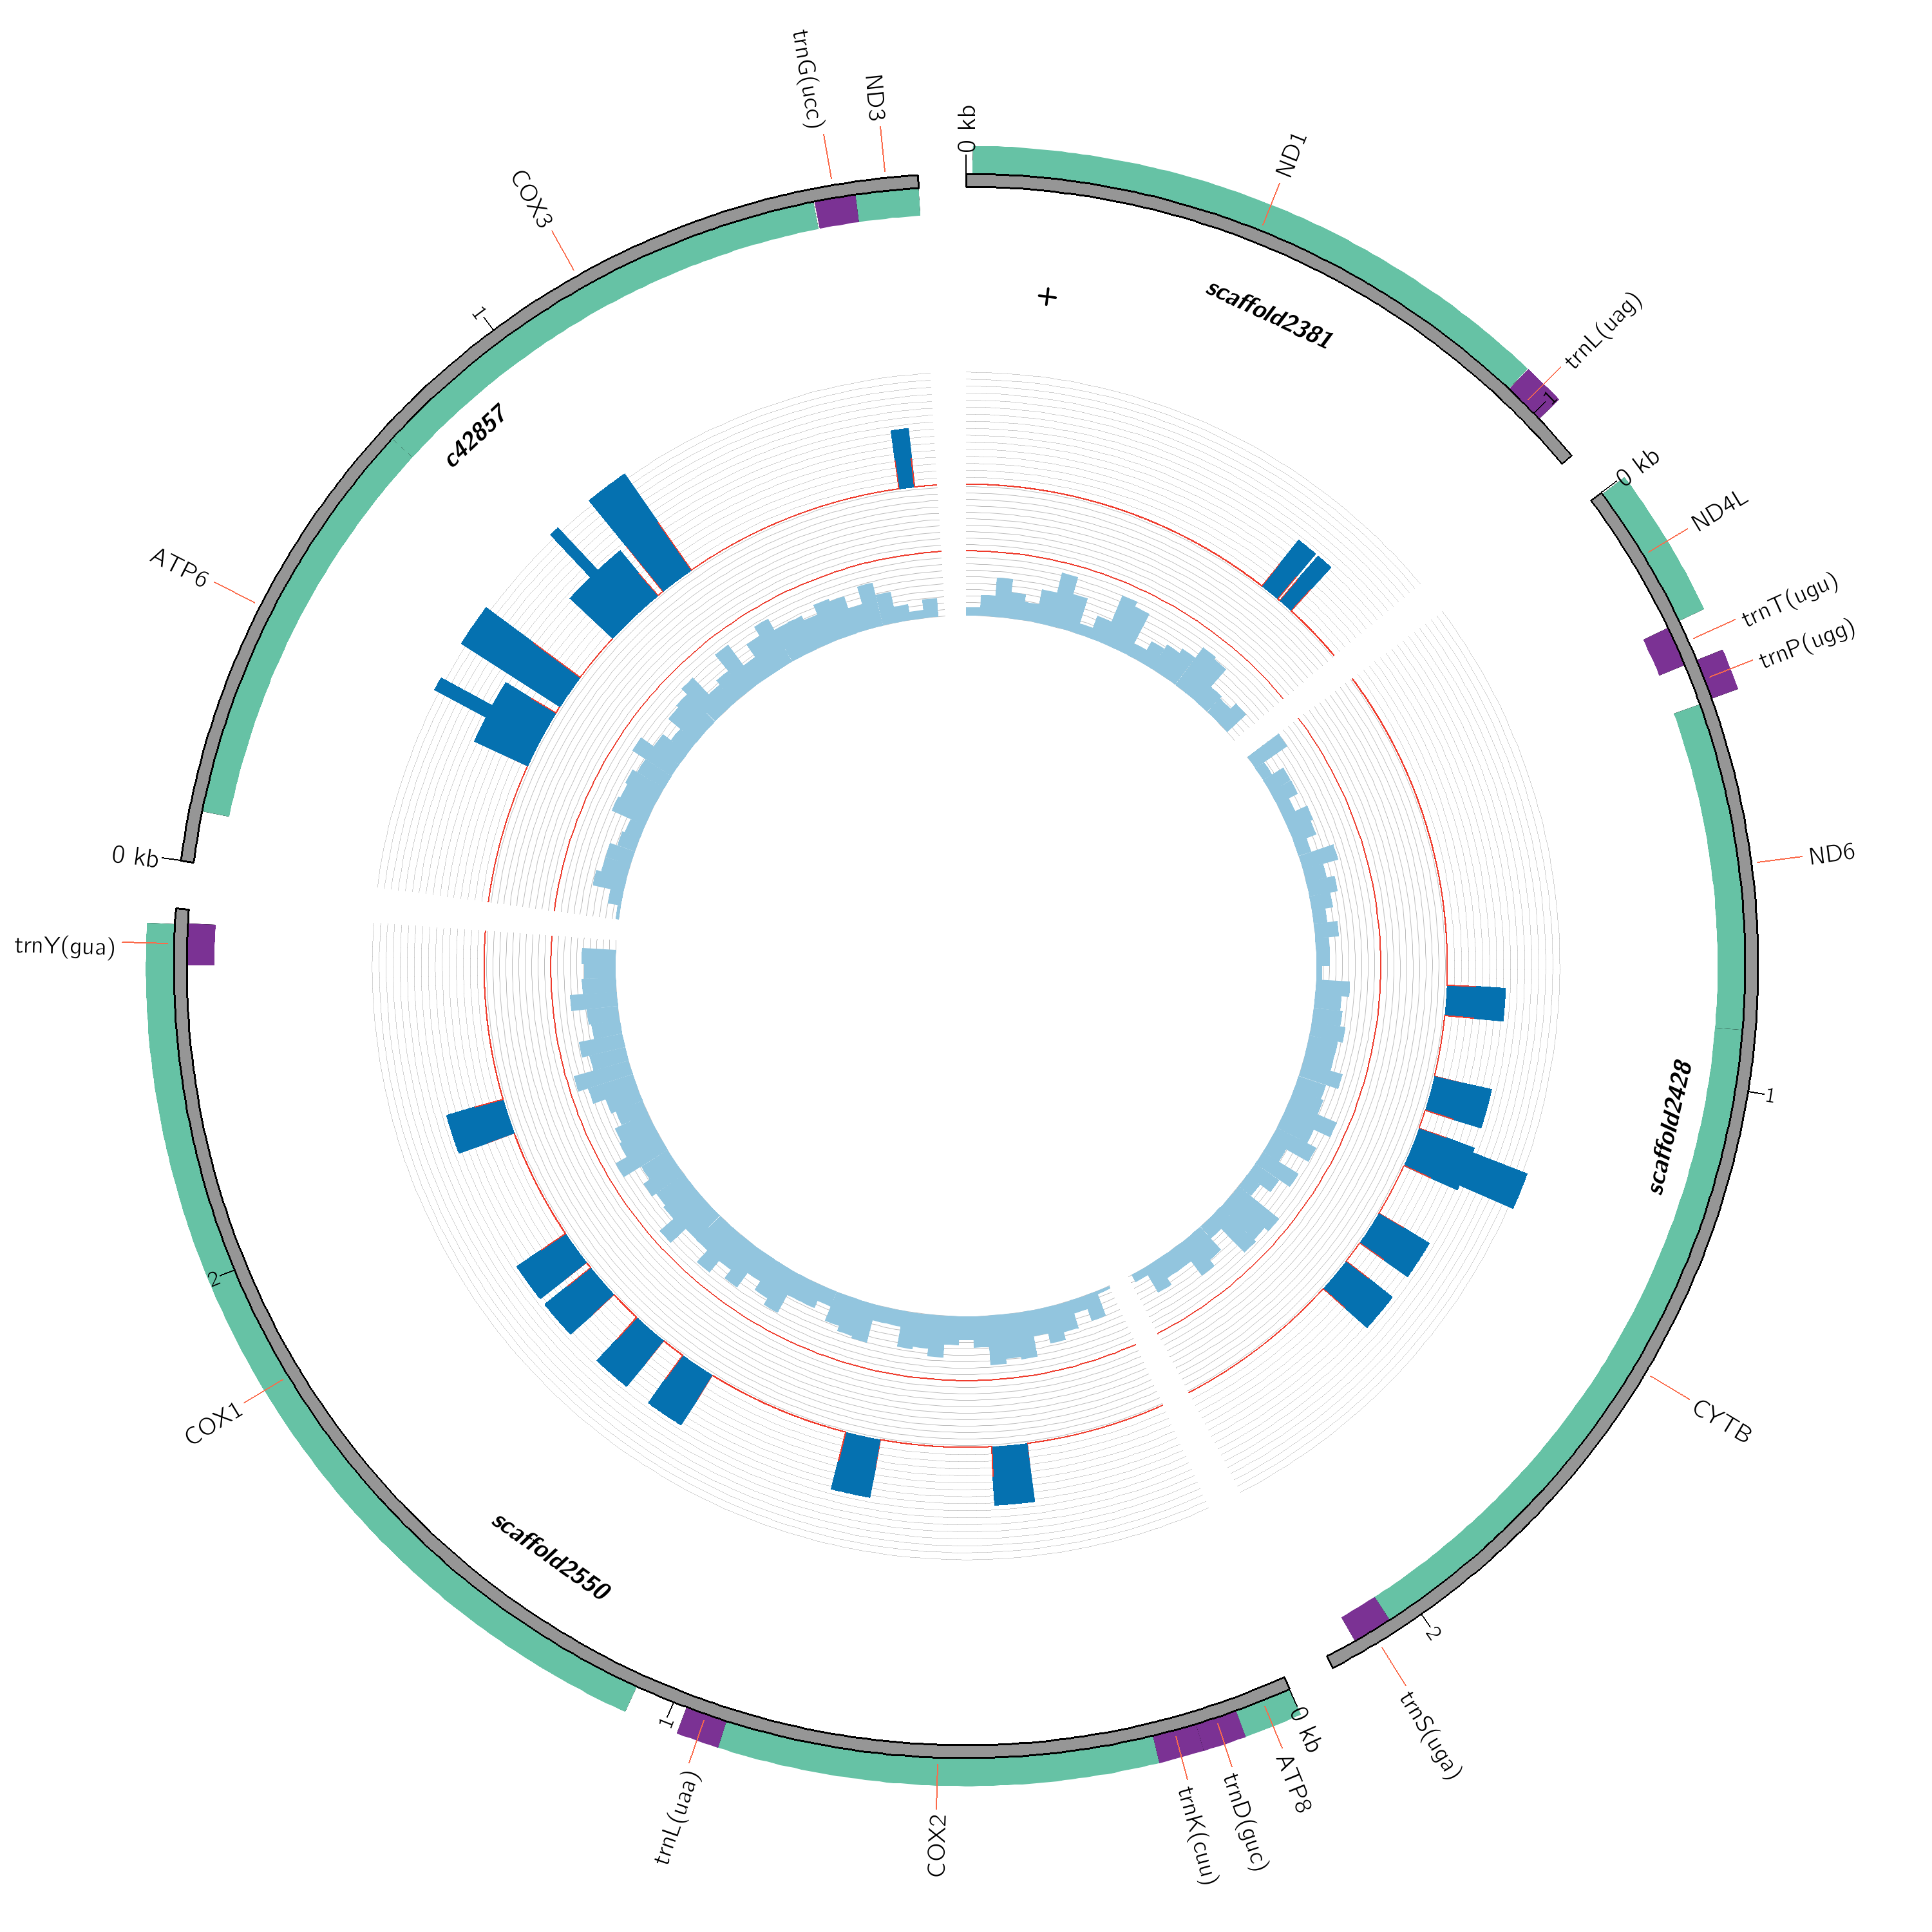 0 kb
ND1
trnL(uag)
1
+
scaffold2381
0 kb
ND4L
trnT(ugu)
trnP(ugg)
ND6
1
scaffold2428
CYTB
2
trnS(uga)
0 kb
ATP8
trnD(guc)
trnK(cuu)
COX2
trnL(uaa)
1
scaffold2550
COX1
2
trnY(gua)
0 kb
ATP6
c42857
1
COX3
trnG(ucc)
ND3